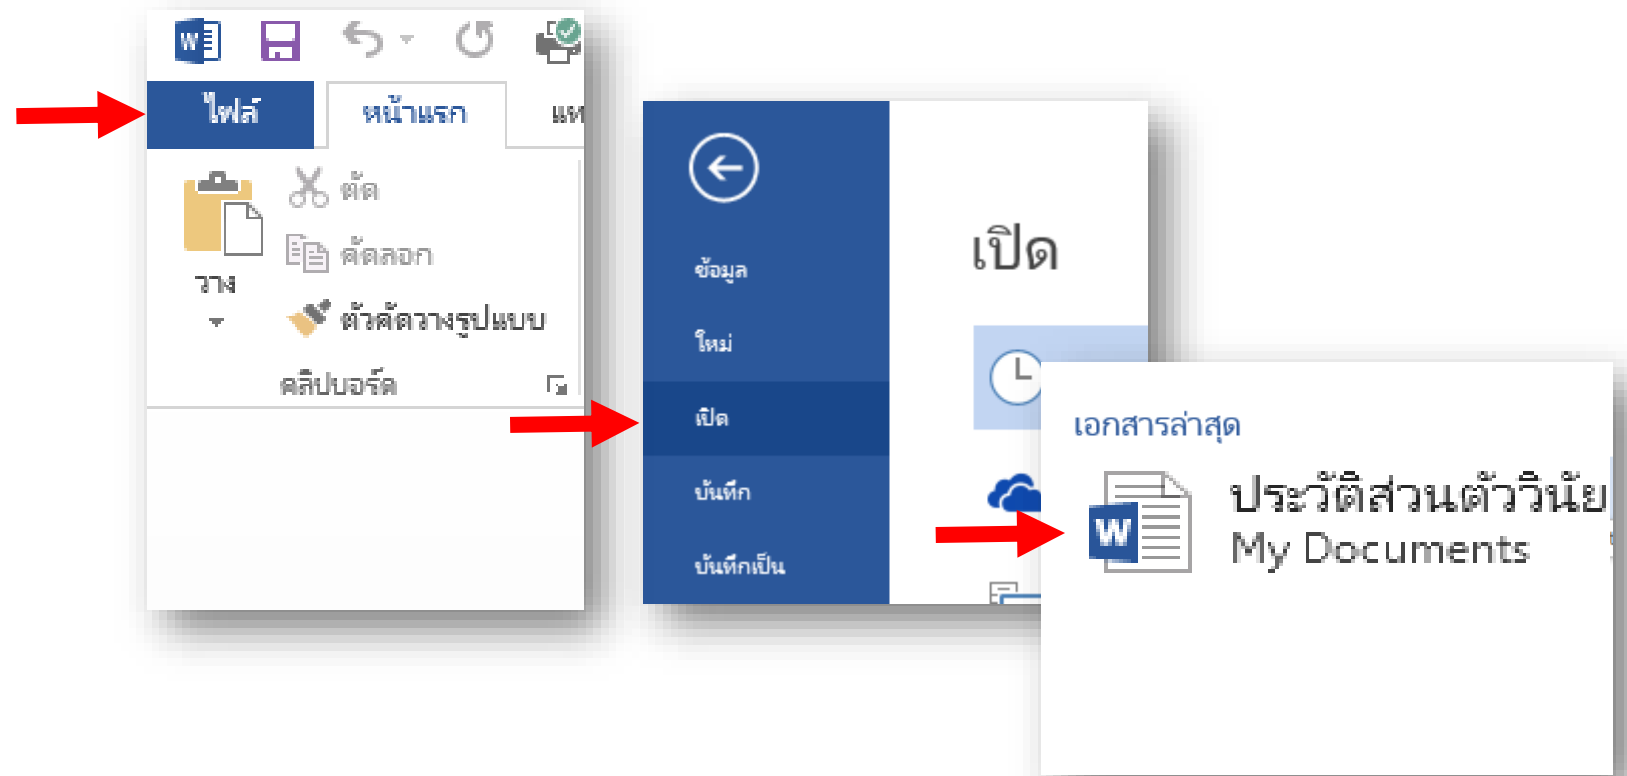 ไฟล์
หน้าแรก
แท
ตัด
คัดลอก
วาง
ตัวคัดวางรูปแบบ
คลิปบอร์ด
ข้อมูล
ใหม่
เปิด
บันทึก
บันทึกเป็น
เปิด
เอกสารล่าสุด
ประวัติส่วนตัววินัย
My Documents